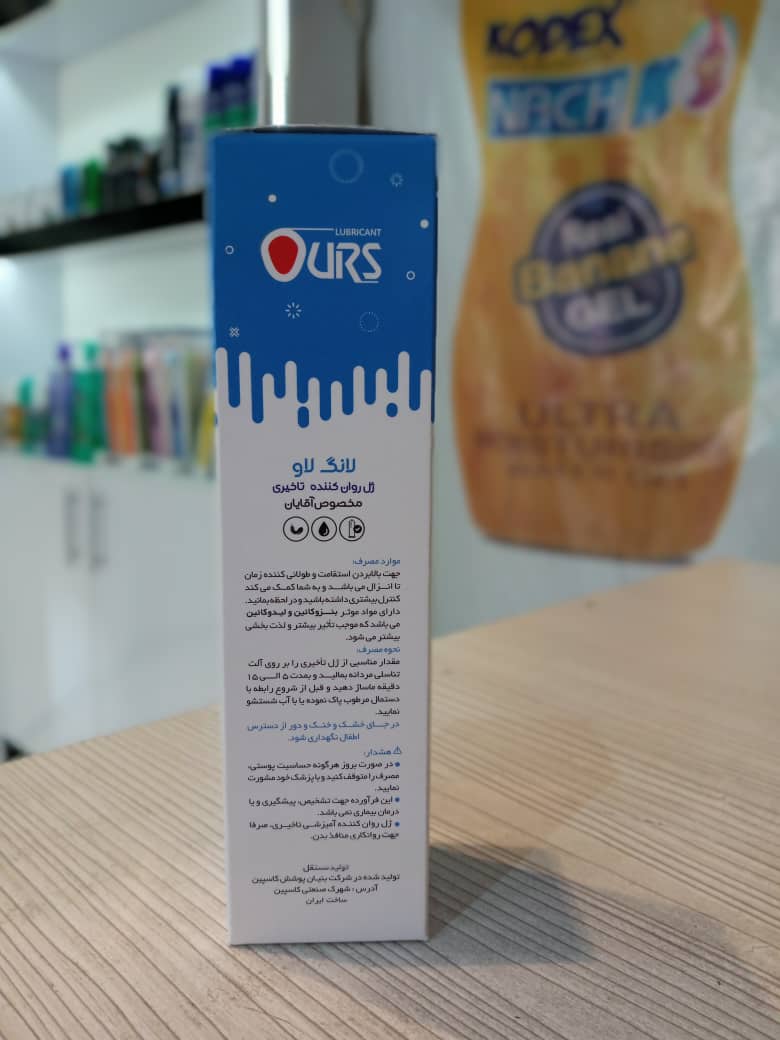 KODEX
NACH
LUBRICANT
OURS
Real
Banana
GEL
ULTRA
لانگ لاو
ژل روان کننده تاخیری
مخصوص آقایان
موارد مصرف:
جهت بالابردن استقامت و طولانی کننده زمان
تا انزال می باشد و به شما کمک می کند
کنترل بیشتری داشته باشید و در لحظه بمانید.
دارای مواد موثر بنزوکائین و لیدوکائین
می باشد که موجب تأثیر بیشتر و لذت بخشی
بیشتر می شود.
نحوه مصرف:
مقدار مناسبی از ژل تأخیری را بر روی آلت
تناسلی مردانه بمالید و بمدت ۵ الی ۱۵
دقیقه ماساژ دهید و قبل از شروع رابطه با
دستمال مرطوب پاک نموده یا با آب شستشو
نمایید.
در جای خشک و خنک و دور از دسترس
اطفال نگهداری شود.
⚠ هشدار:
• در صورت بروز هرگونه حساسیت پوستی،
مصرف را متوقف کنید و با پزشک خود مشورت
نمایید.
• این فرآورده جهت تشخیص، پیشگیری و یا
درمان بیماری نمی باشد.
• ژل روان کننده آمیزشی تاخیری، صرفا
جهت روانکاری منافذ بدن.
تولید مستقل
تولید شده در شرکت بنیان پوشش کاسپین
آدرس : شهرک صنعتی کاسپین
ساخت ایران